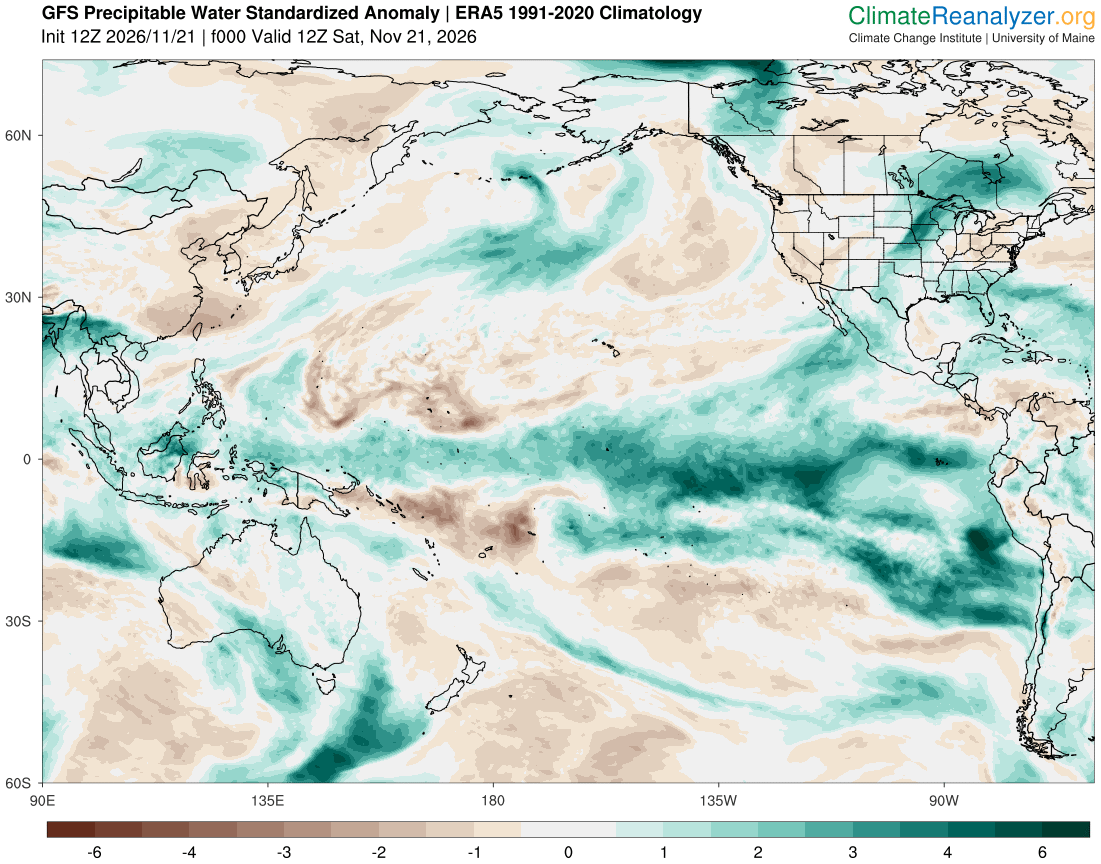 GFS Precipitable Water Standardized Anomaly | ERA5 1991-2020 Climatology
Init 12Z 2026/11/21 | f000 Valid 12Z Sat, Nov 21, 2026
ClimateReanalyzer.org
Climate Change Institute | University of Maine
60N
30N
0
30S
60S
90E 135E 180 135W 90W
-6 -4 -3 -2 -1 0 1 2 3 4 6